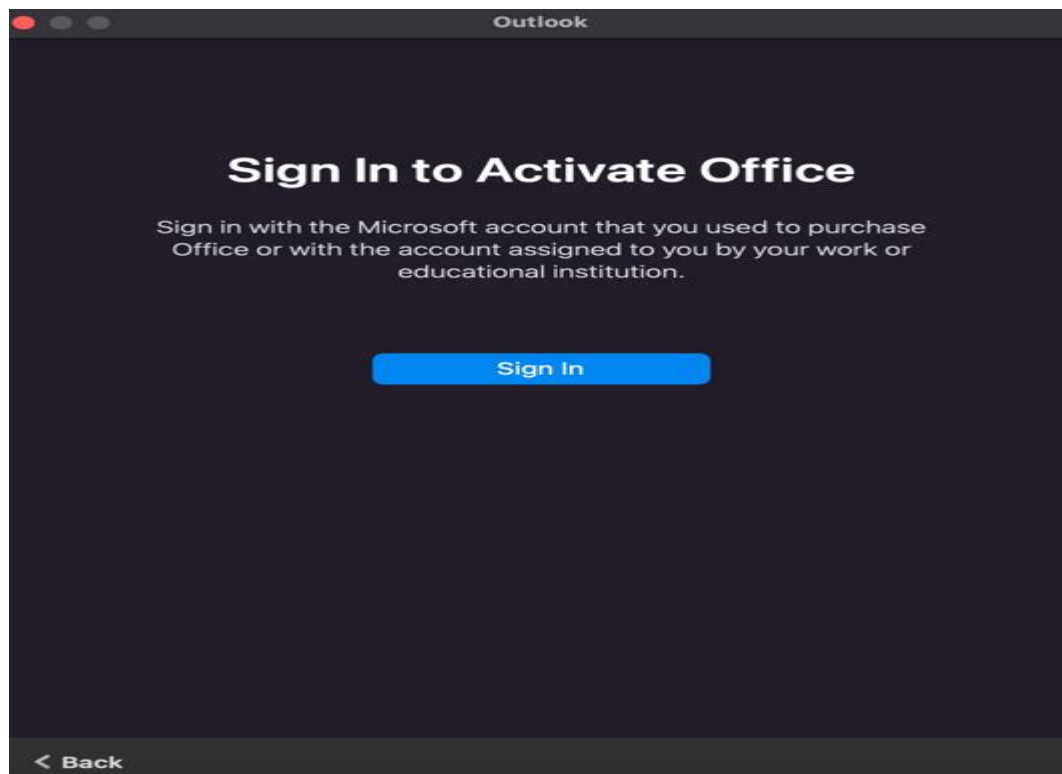 Outlook
Sign In to Activate Office
Sign in with the Microsoft account that you used to purchase
Office or with the account assigned to you by your work or
educational institution.
Sign In
< Back